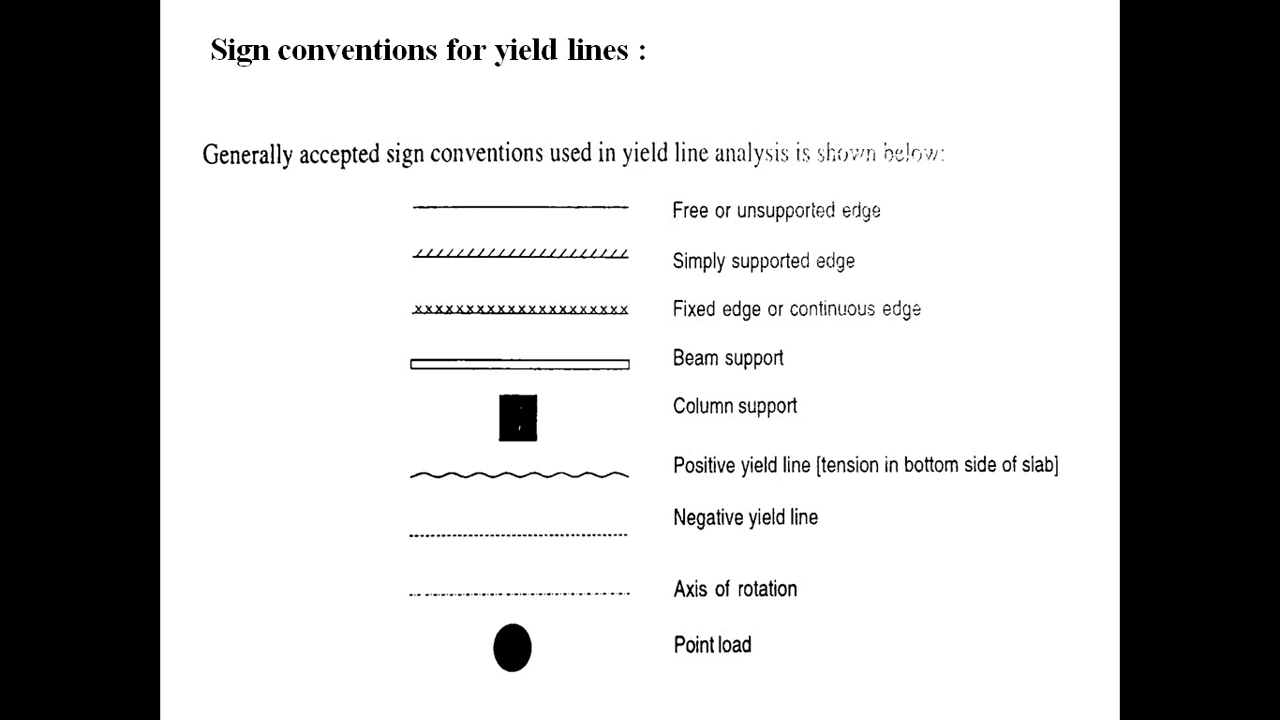 Sign conventions for yield lines :
Generally accepted sign conventions used in yield line analysis is shown below:
Free or unsupported edge
Simply supported edge
Fixed edge or continuous edge
Beam support
Column support
Positive yield line [tension in bottom side of slab]
Negative yield line
Axis of rotation
Point load